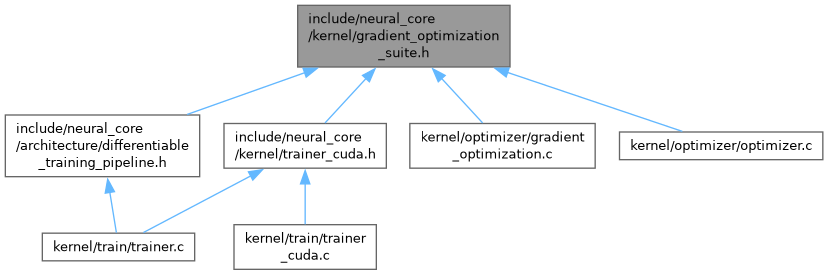 include/neural_core
/kernel/gradient_optimization
_suite.h
include/neural_core
/architecture/differentiable
_training_pipeline.h
include/neural_core
/kernel/trainer_cuda.h
kernel/optimizer/gradient
_optimization.c
kernel/optimizer/optimizer.c
kernel/train/trainer.c
kernel/train/trainer
_cuda.c